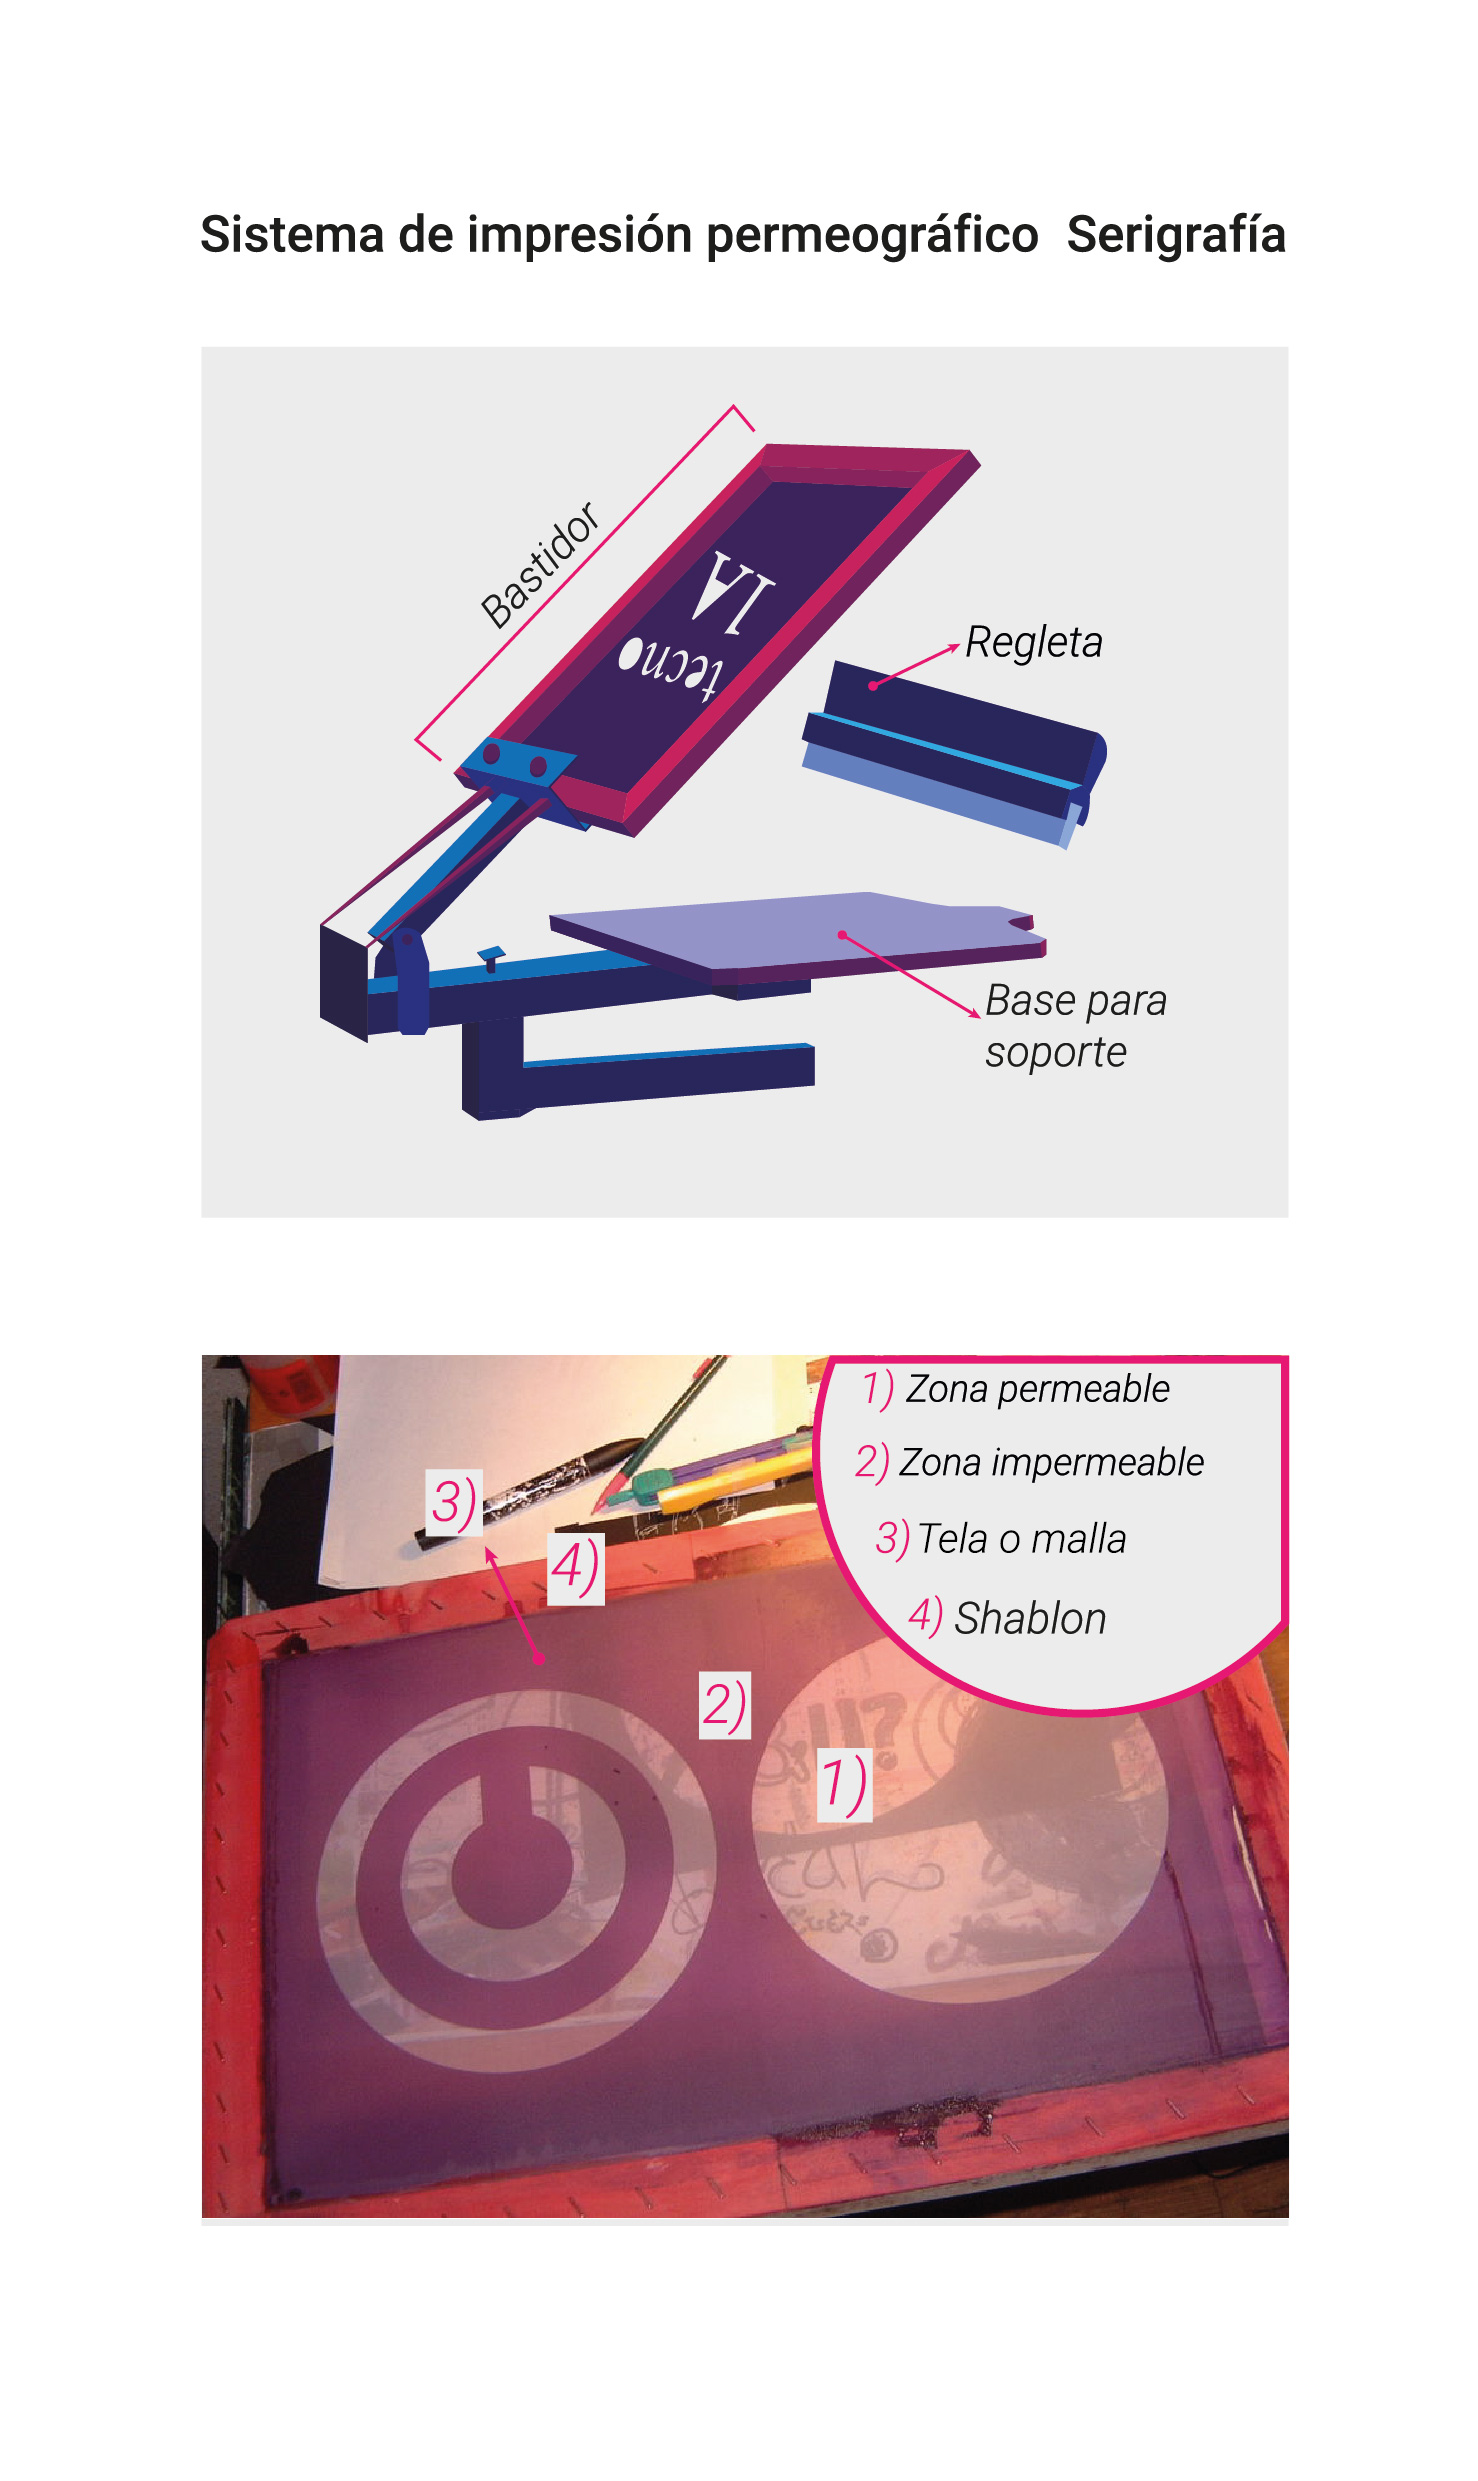 Sistema de impresión permeográfico Serigrafía
Bastidor
1A
tecno
Regleta
Base para
soporte
1) Zona permeable
2) Zona impermeable
3) Tela o malla
4) Shablon
3)
4)
2)
1)
!!?